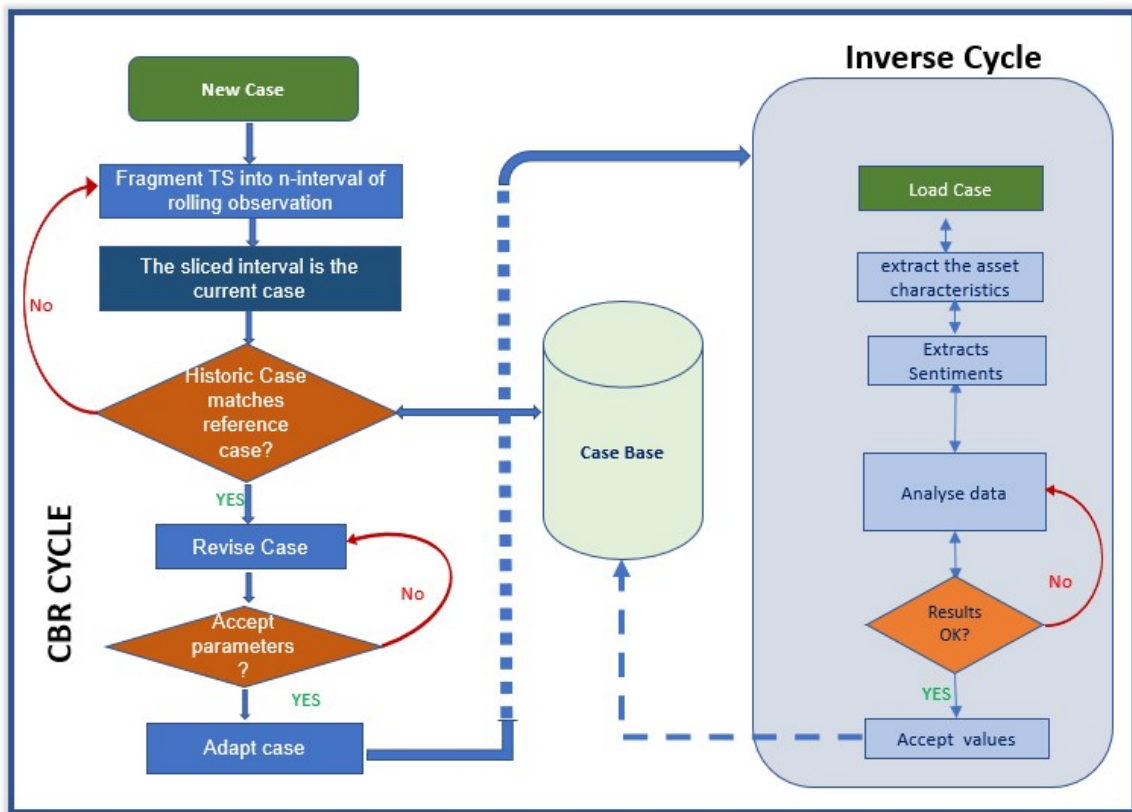 New Case
Fragment TS into n-interval of
rolling observation
The sliced interval is the
current case
No
Historic Case
matches
reference
case?
YES
Revise Case
No
Accept
parameters
?
YES
Adapt case
CBR CYCLE
Case Base
Inverse Cycle
Load Case
extract the asset
characteristics
Extracts
Sentiments
Analyse data
No
Results
OK?
YES
Accept values